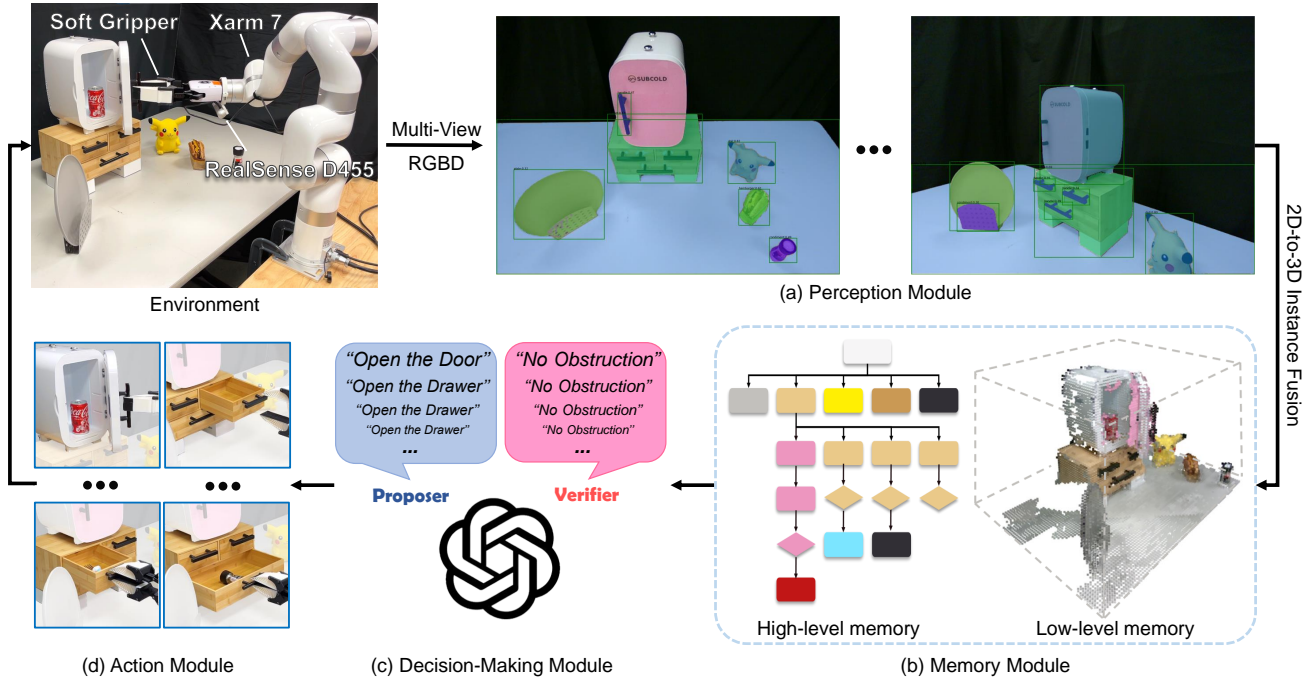 Soft Gripper
Xarm 7
RealSense D455
Environment
Multi-View
RGBD
SUBCOLD
(a) Perception Module
2D-to-3D Instance Fusion
“Open the Door”
“Open the Drawer”
“Open the Drawer”
“Open the Drawer”
...
Proposer
“No Obstruction”
“No Obstruction”
“No Obstruction”
“No Obstruction”
...
Verifier
High-level memory
Low-level memory
(d) Action Module
(c) Decision-Making Module
(b) Memory Module